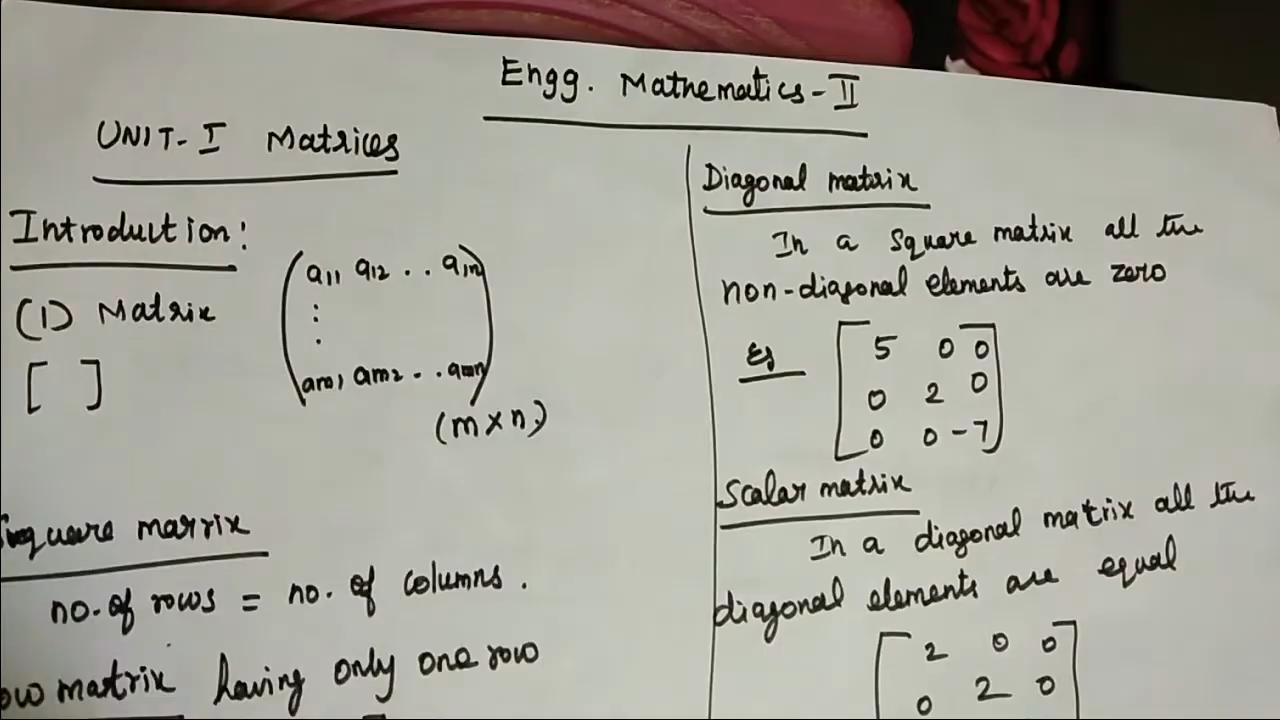 Engg. Mathematics-II
UNIT-I Matrices
Introduction:
(1) Matrix
[ ]
a11 a12 .. a1n
:
.
am1 am2 .. amn
(m×n)
Square marrix
no. of rows = no. of columns.
ow matrix having only one row
Diagonal matrix
In a square matrix all the
non-diagonal elements are zero
Eg
5 0 0
0 2 0
0 0 -7
Scalar matrix
In a diagonal matrix all the
diagonal elements are equal
2 0 0
0 2 0